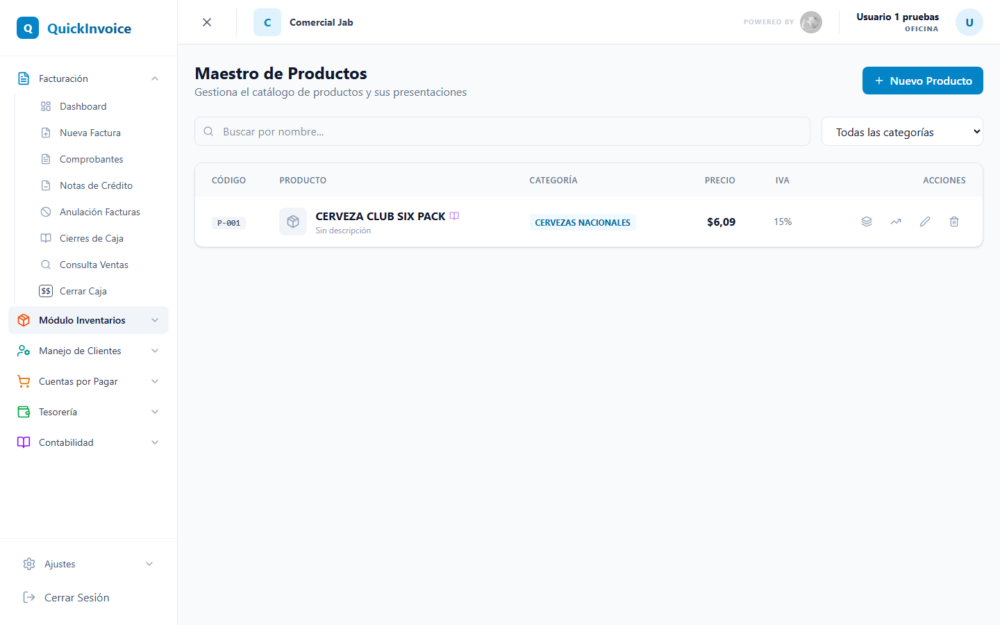 Q QuickInvoice
Facturación
Dashboard
Nueva Factura
Comprobantes
Notas de Crédito
Anulación Facturas
Cierres de Caja
Consulta Ventas
$$ Cerrar Caja
Módulo Inventarios
Manejo de Clientes
Cuentas por Pagar
Tesorería
Contabilidad
Ajustes
Cerrar Sesión
C Comercial Jab
POWERED BY
Usuario 1 pruebas
OFICINA
U
Maestro de Productos
Gestiona el catálogo de productos y sus presentaciones
+ Nuevo Producto
Buscar por nombre...
Todas las categorías
CÓDIGO PRODUCTO CATEGORÍA PRECIO IVA ACCIONES
P-001 CERVEZA CLUB SIX PACK CERVEZAS NACIONALES $6,09 15%
Sin descripción